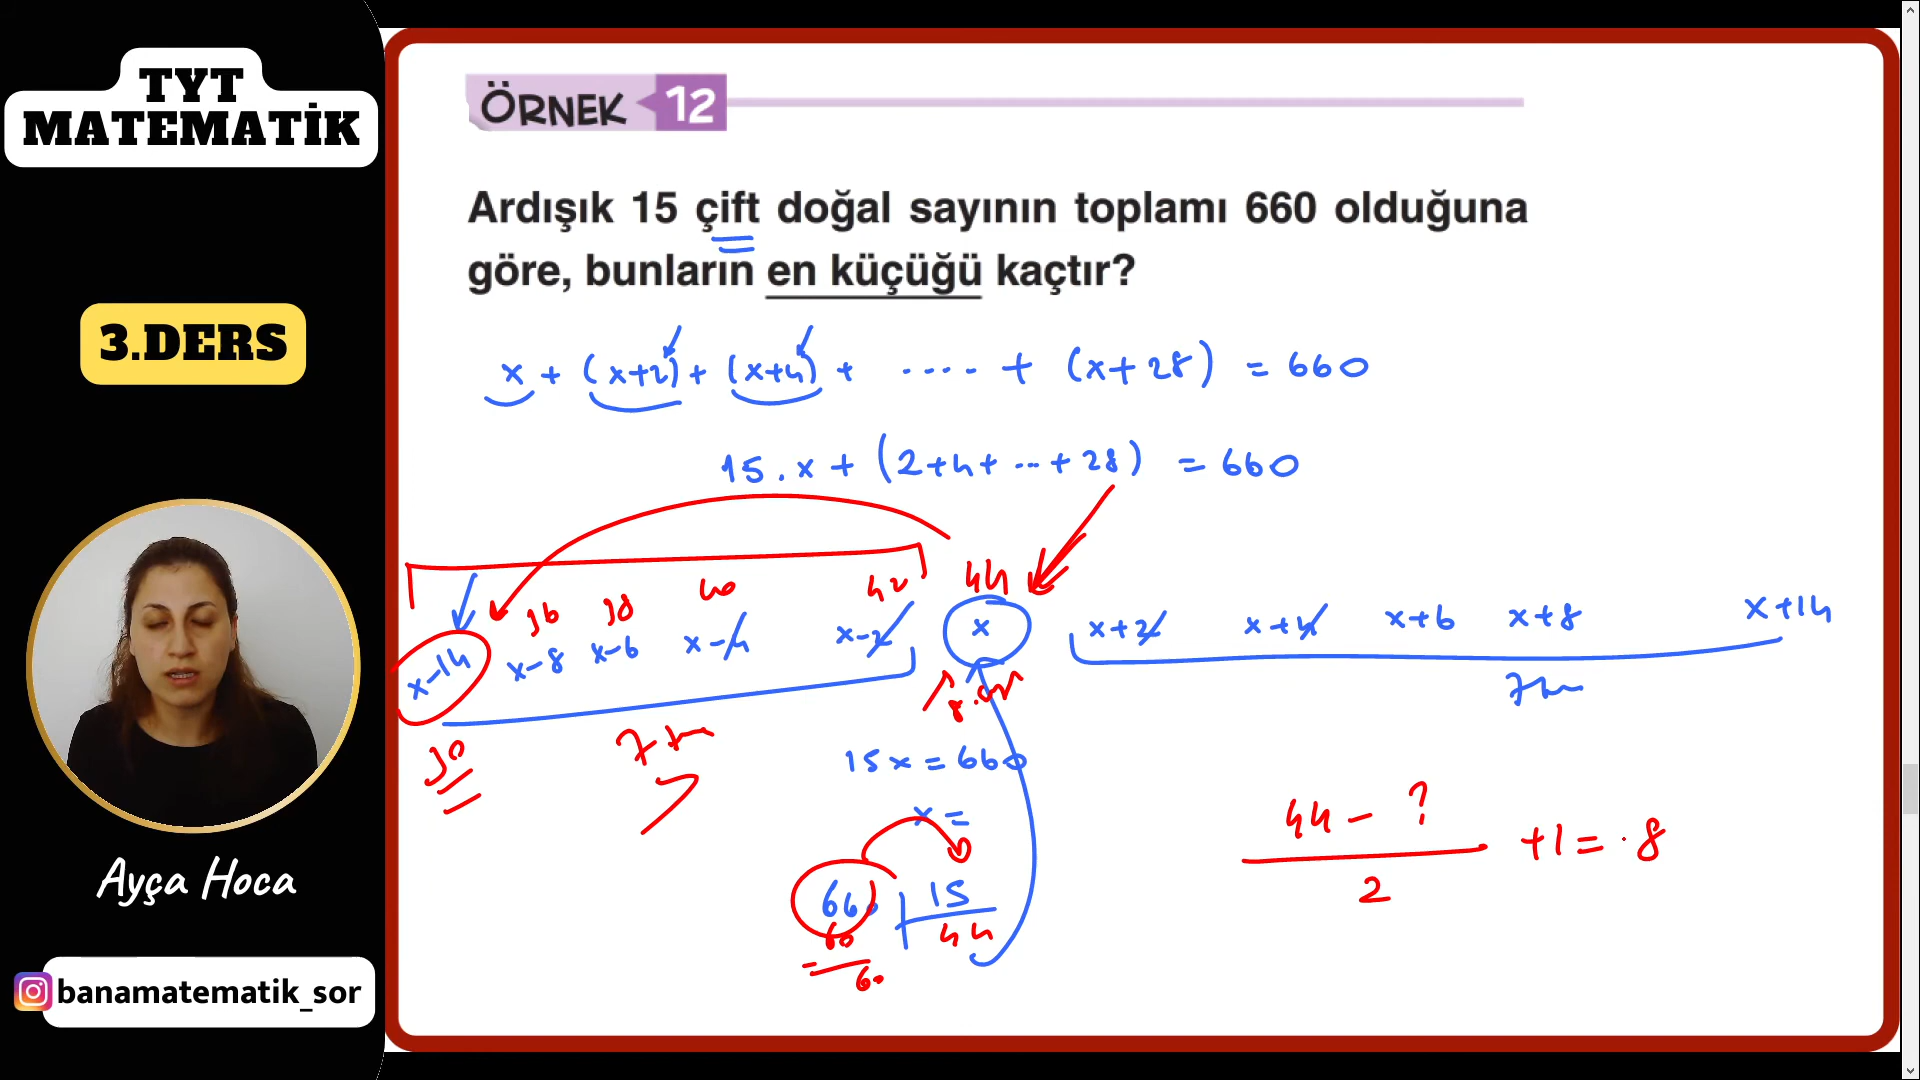 TYT
MATEMATİK
3.DERS
Ayça Hoca
banamatematik_sor
ÖRNEK 12
Ardışık 15 çift doğal sayının toplamı 660 olduğuna
göre, bunların en küçüğü kaçtır?
x + (x+2) + (x+4) + ..... + (x+28) = 660
15.x + (2+4+...+28) = 660
36 38 40 42 44
x-14 x-8 x-6 x-4 x-2 x x+2 x+4 x+6 x+8 x+14
30
15x = 660
x =
44 - ?
2
+1 = 8
660 15
60 44
60